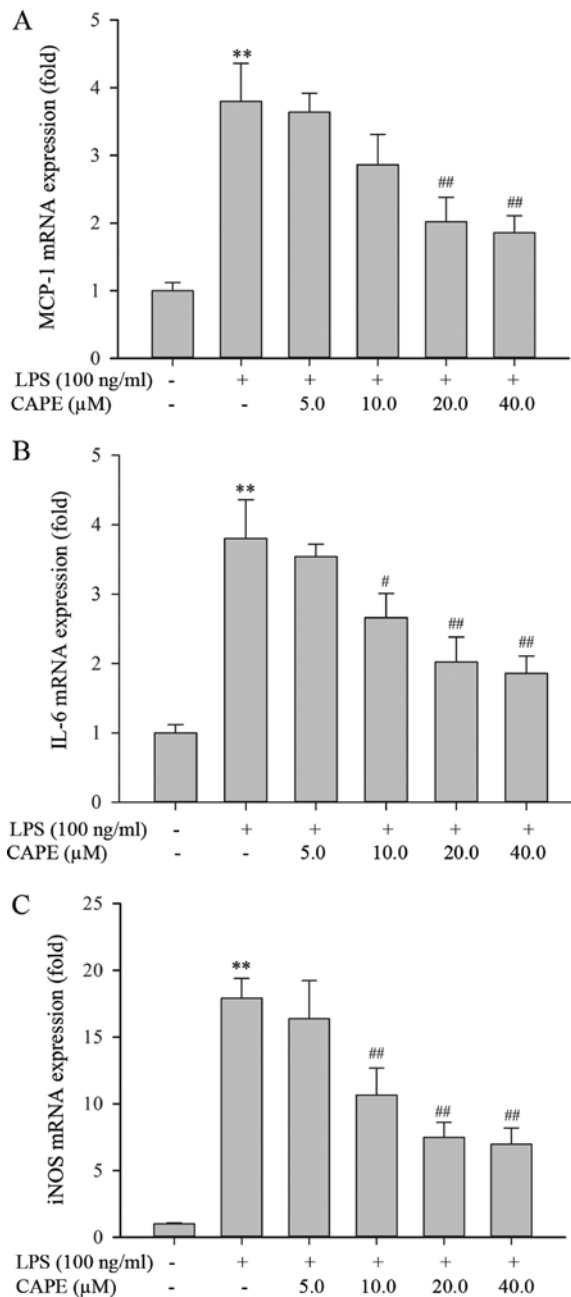 A
MCP-1 mRNA expression (fold)
5
4
3
2
1
0
**
##
##
LPS (100 ng/ml) - + + + + +
CAPE (µM) - - 5.0 10.0 20.0 40.0
B
IL-6 mRNA expression (fold)
5
4
3
2
1
0
**
#
##
##
LPS (100 ng/ml) - + + + + +
CAPE (µM) - - 5.0 10.0 20.0 40.0
C
iNOS mRNA expression (fold)
25
20
15
10
5
0
**
##
##
##
LPS (100 ng/ml) - + + + + +
CAPE (µM) - - 5.0 10.0 20.0 40.0